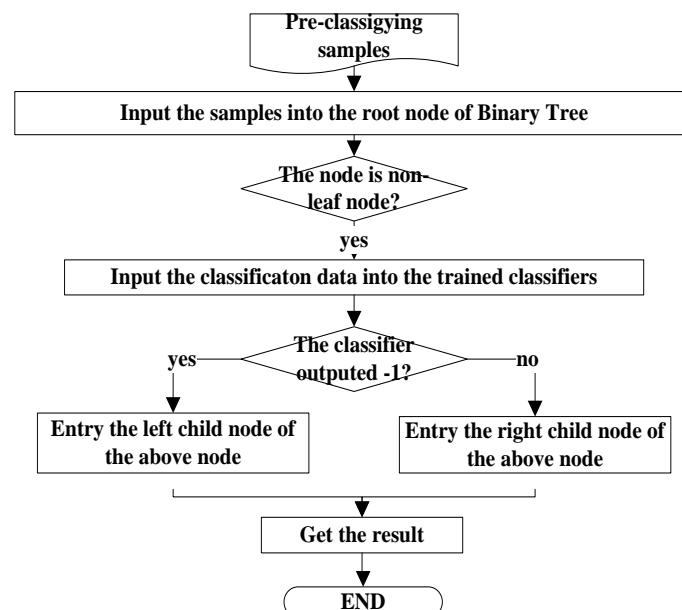 Pre-classigying
samples
Input the samples into the root node of Binary Tree
The node is non-
leaf node?
yes
Input the classificaton data into the trained classifiers
The classifier
outputed -1?
yes
no
Entry the left child node of
the above node
Entry the right child node of
the above node
Get the result
END